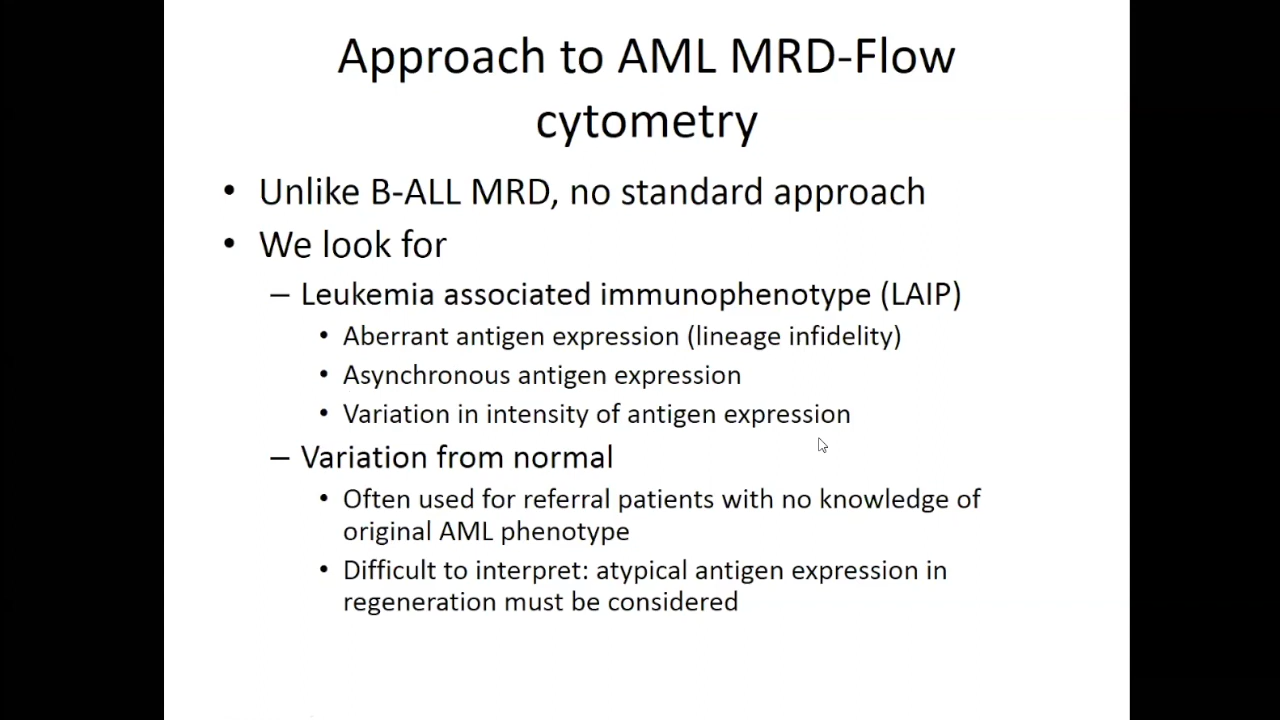 Approach to AML MRD-Flow
cytometry
• Unlike B-ALL MRD, no standard approach
• We look for
– Leukemia associated immunophenotype (LAIP)
• Aberrant antigen expression (lineage infidelity)
• Asynchronous antigen expression
• Variation in intensity of antigen expression
– Variation from normal
• Often used for referral patients with no knowledge of
original AML phenotype
• Difficult to interpret: atypical antigen expression in
regeneration must be considered